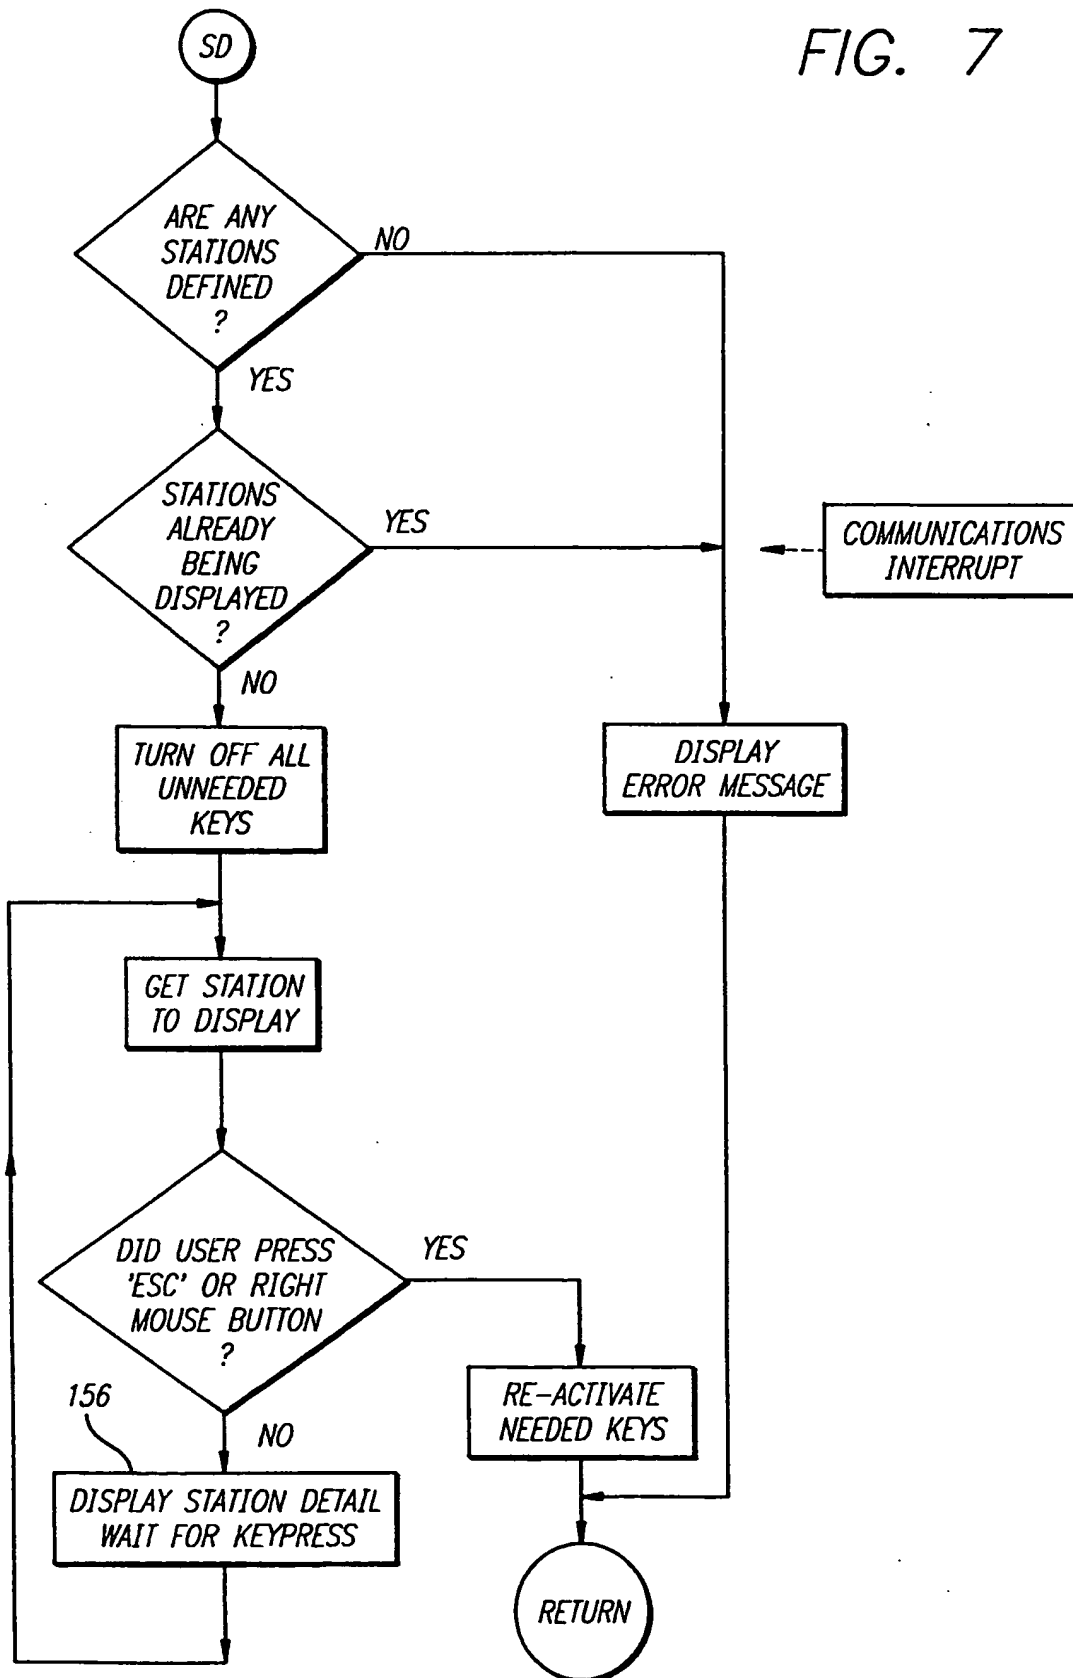 FIG. 7
SD
ARE ANY
STATIONS
DEFINED
?
NO
YES
STATIONS
ALREADY
BEING
DISPLAYED
?
YES
COMMUNICATIONS
INTERRUPT
NO
TURN OFF ALL
UNNEEDED
KEYS
DISPLAY
ERROR MESSAGE
GET STATION
TO DISPLAY
DID USER PRESS
'ESC' OR RIGHT
MOUSE BUTTON
?
YES
RE-ACTIVATE
NEEDED KEYS
156
NO
DISPLAY STATION DETAIL
WAIT FOR KEYPRESS
RETURN